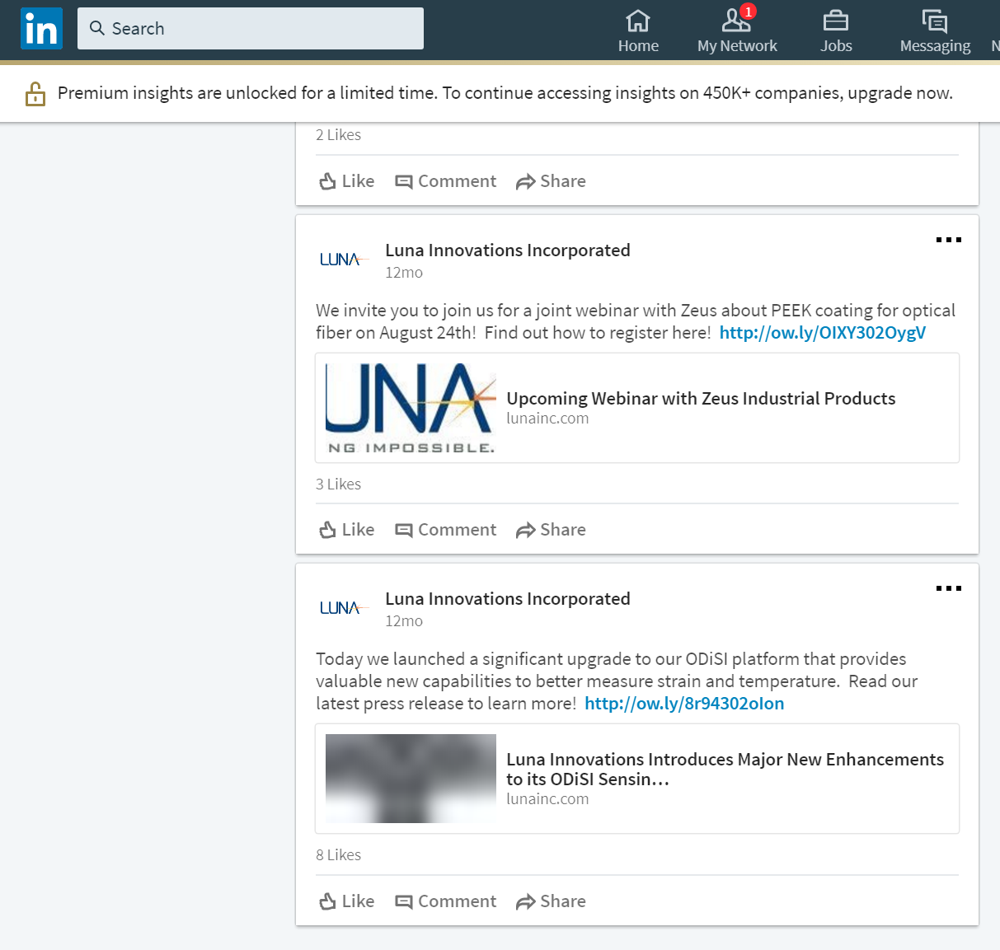 in
Search
Home
My Network
1
Jobs
Messaging
N
Premium insights are unlocked for a limited time. To continue accessing insights on 450K+ companies, upgrade now.
2 Likes
Like
Comment
Share
LUNA
Luna Innovations Incorporated
12mo
We invite you to join us for a joint webinar with Zeus about PEEK coating for optical
fiber on August 24th!  Find out how to register here!  http://ow.ly/OIXY302OygV
UNA
NG IMPOSSIBLE.
Upcoming Webinar with Zeus Industrial Products
lunainc.com
3 Likes
Like
Comment
Share
LUNA
Luna Innovations Incorporated
12mo
Today we launched a significant upgrade to our ODiSI platform that provides
valuable new capabilities to better measure strain and temperature.  Read our
latest press release to learn more!  http://ow.ly/8r94302oIon
Luna Innovations Introduces Major New Enhancements
to its ODiSI Sensin...
lunainc.com
8 Likes
Like
Comment
Share